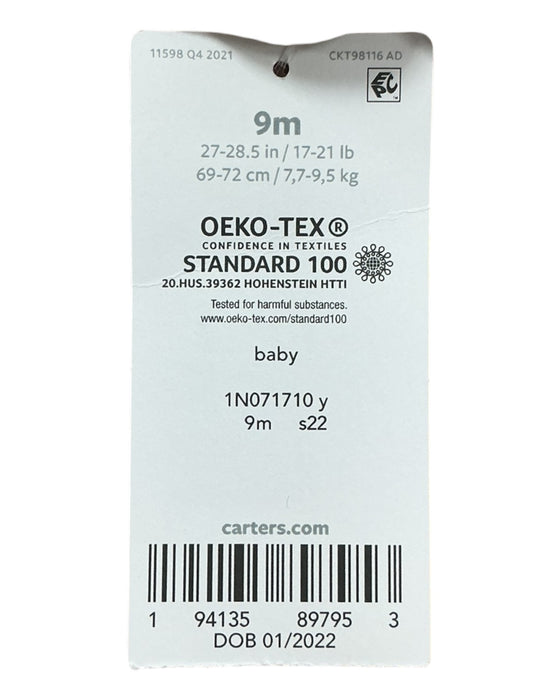 11598 Q4 2021 CKT98116 AD
EPC
9m
27-28.5 in / 17-21 lb
69-72 cm / 7,7-9,5 kg
OEKO-TEX®
CONFIDENCE IN TEXTILES
STANDARD 100
20.HUS.39362 HOHENSTEIN HTTI
Tested for harmful substances.
www.oeko-tex.com/standard100
baby
1N071710 y
9m s22
carters.com
1 94135 89795 3
DOB 01/2022